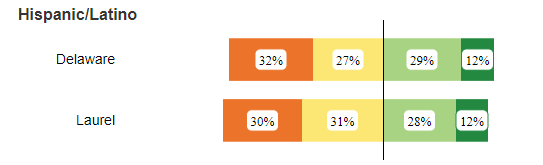 Hispanic/Latino
Delaware 32% 27% 29% 12%
Laurel 30% 31% 28% 12%